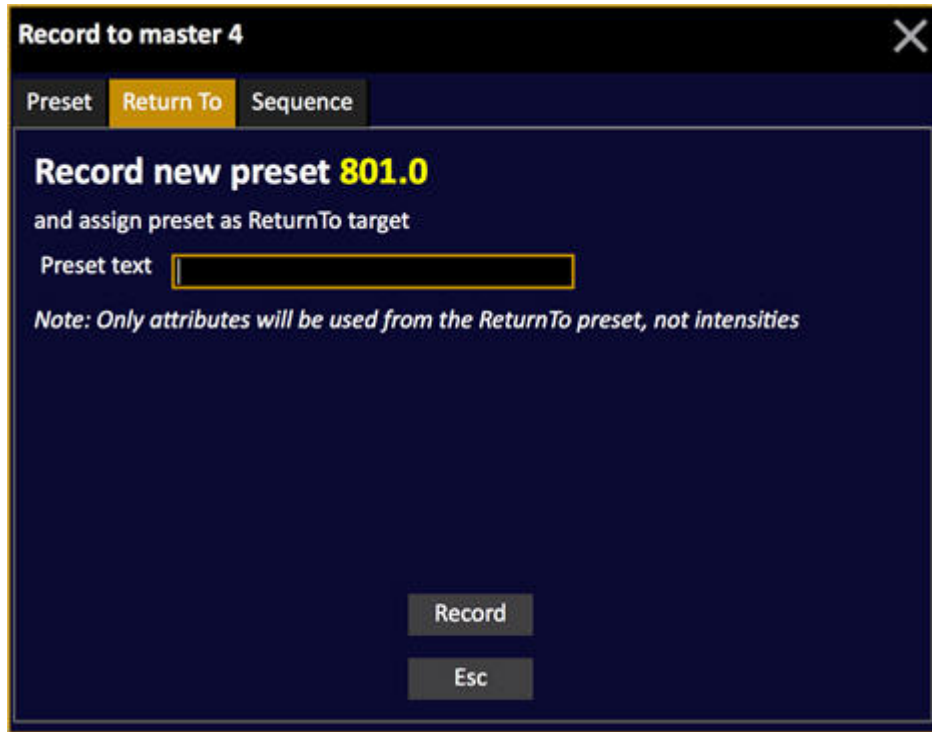 Record to master 4
Preset Return To Sequence
Record new preset 801.0
and assign preset as ReturnTo target
Preset text
Note: Only attributes will be used from the ReturnTo preset, not intensities
Record
Esc